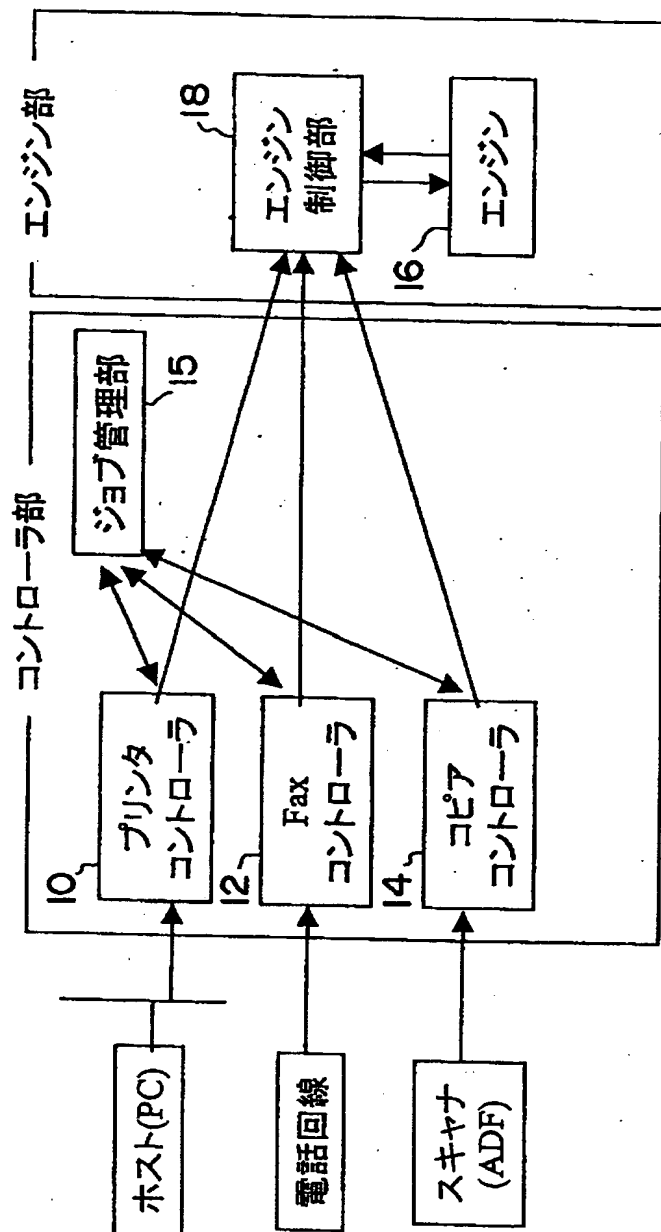 コントローラ部
エンジン部
ホスト(PC)
10
プリンタ
コントローラ
ジョブ管理部
15
18
エンジン
制御部
電話回線
12
Fax
コントローラ
16
エンジン
スキャナ
(ADF)
14
コピア
コントローラ